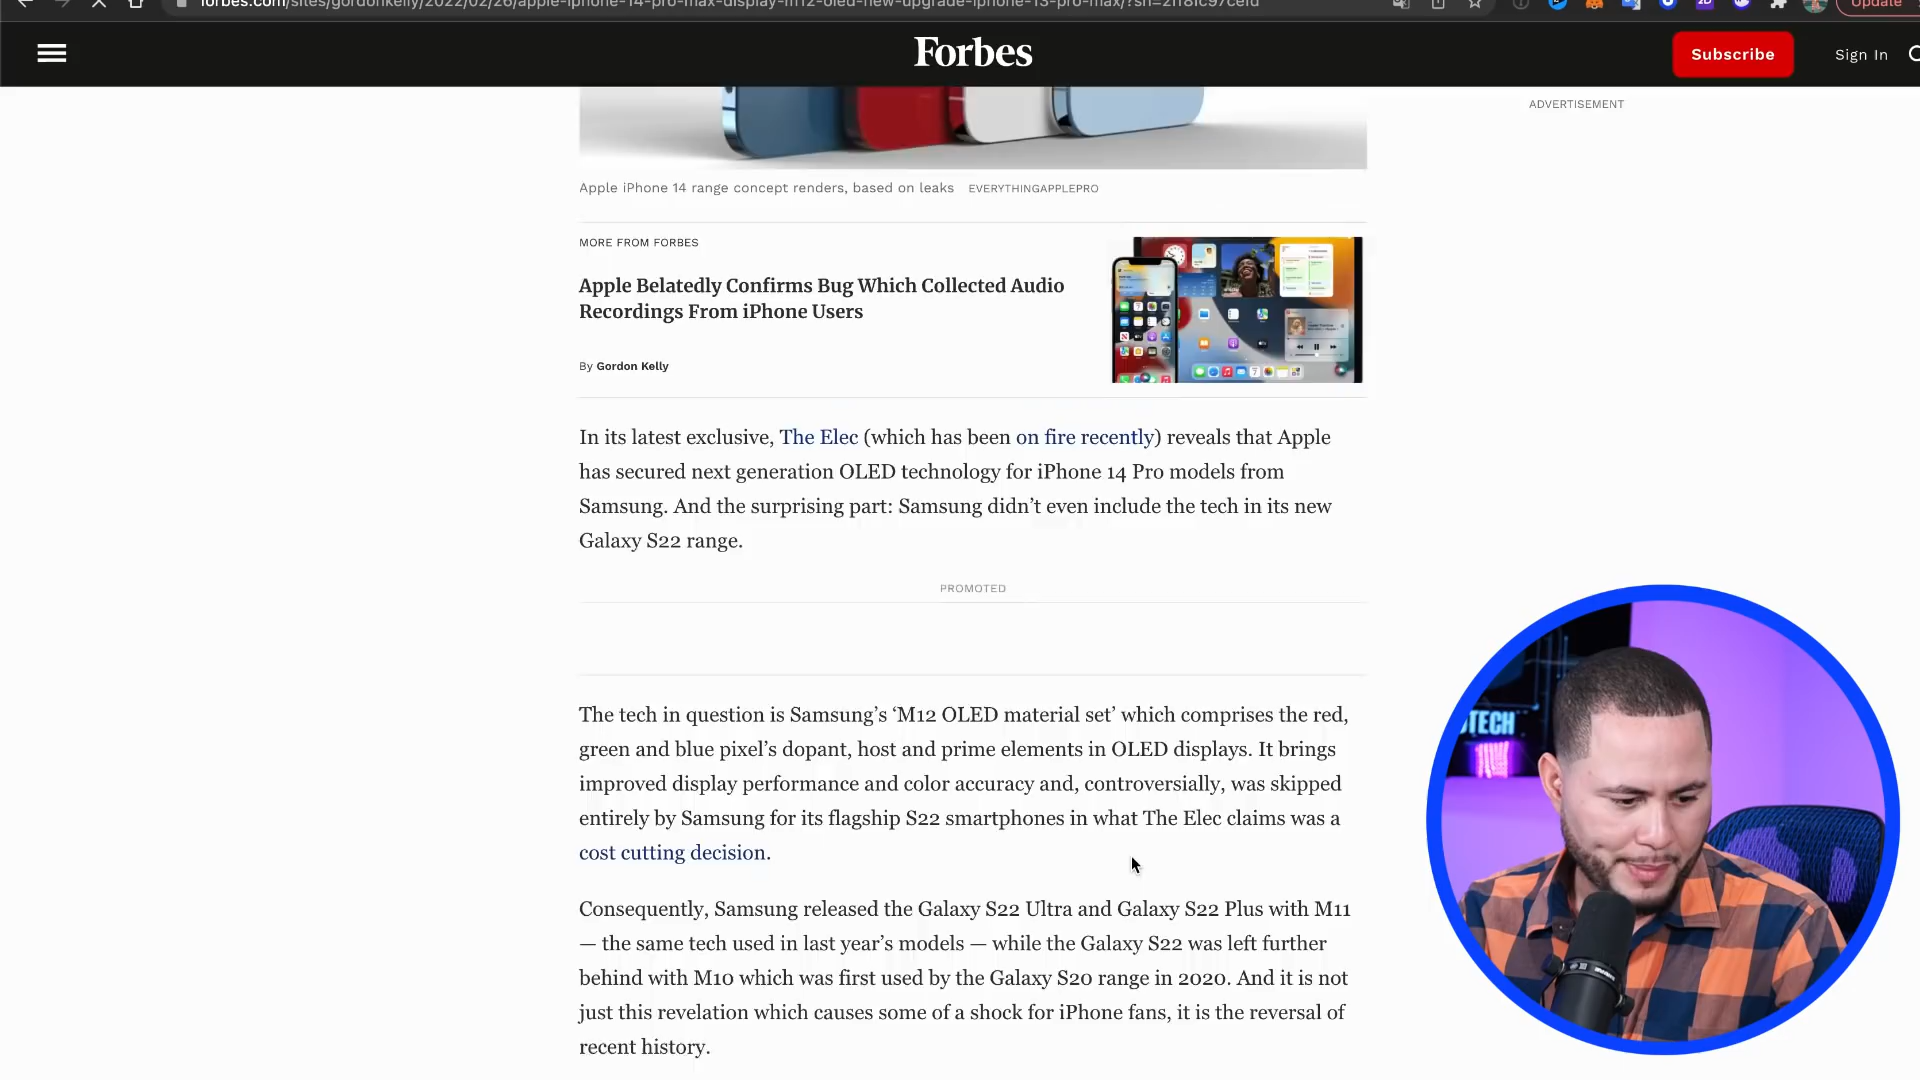 forbes.com/sites/gordonkelly/2022/02/26/apple-iphone-14-pro-max-display-m12-oled-new-upgrade-iphone-13-pro-max/?sh=
Update
Forbes
Subscribe
Sign In
ADVERTISEMENT
Apple iPhone 14 range concept renders, based on leaks EVERYTHINGAPPLEPRO
MORE FROM FORBES
Apple Belatedly Confirms Bug Which Collected Audio
Recordings From iPhone Users
By Gordon Kelly
In its latest exclusive, The Elec (which has been on fire recently) reveals that Apple
has secured next generation OLED technology for iPhone 14 Pro models from
Samsung. And the surprising part: Samsung didn’t even include the tech in its new
Galaxy S22 range.
PROMOTED
The tech in question is Samsung’s ‘M12 OLED material set’ which comprises the red,
green and blue pixel’s dopant, host and prime elements in OLED displays. It brings
improved display performance and color accuracy and, controversially, was skipped
entirely by Samsung for its flagship S22 smartphones in what The Elec claims was a
cost cutting decision.
Consequently, Samsung released the Galaxy S22 Ultra and Galaxy S22 Plus with M11
— the same tech used in last year’s models — while the Galaxy S22 was left further
behind with M10 which was first used by the Galaxy S20 range in 2020. And it is not
just this revelation which causes some of a shock for iPhone fans, it is the reversal of
recent history.
TECH